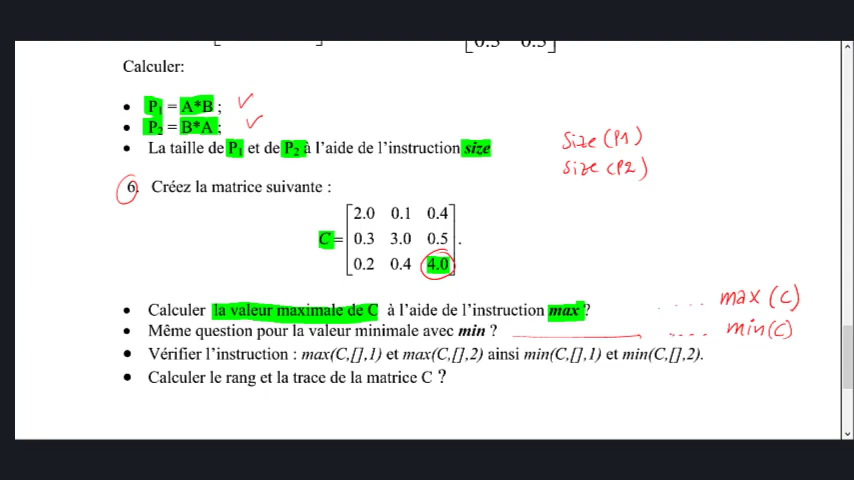 0.3 0.5
Calculer:
• P1 = A*B ;
• P2 = B*A ;
• La taille de P1 et de P2 à l’aide de l’instruction size
size (P1)
size (P2)
6. Créez la matrice suivante :
2.0 0.1 0.4
C = 0.3 3.0 0.5 .
0.2 0.4 4.0
• Calculer la valeur maximale de C à l’aide de l’instruction max ? ..... max (C)
• Même question pour la valeur minimale avec min ? ..... min(C)
• Vérifier l’instruction : max(C,[],1) et max(C,[],2) ainsi min(C,[],1) et min(C,[],2).
• Calculer le rang et la trace de la matrice C ?